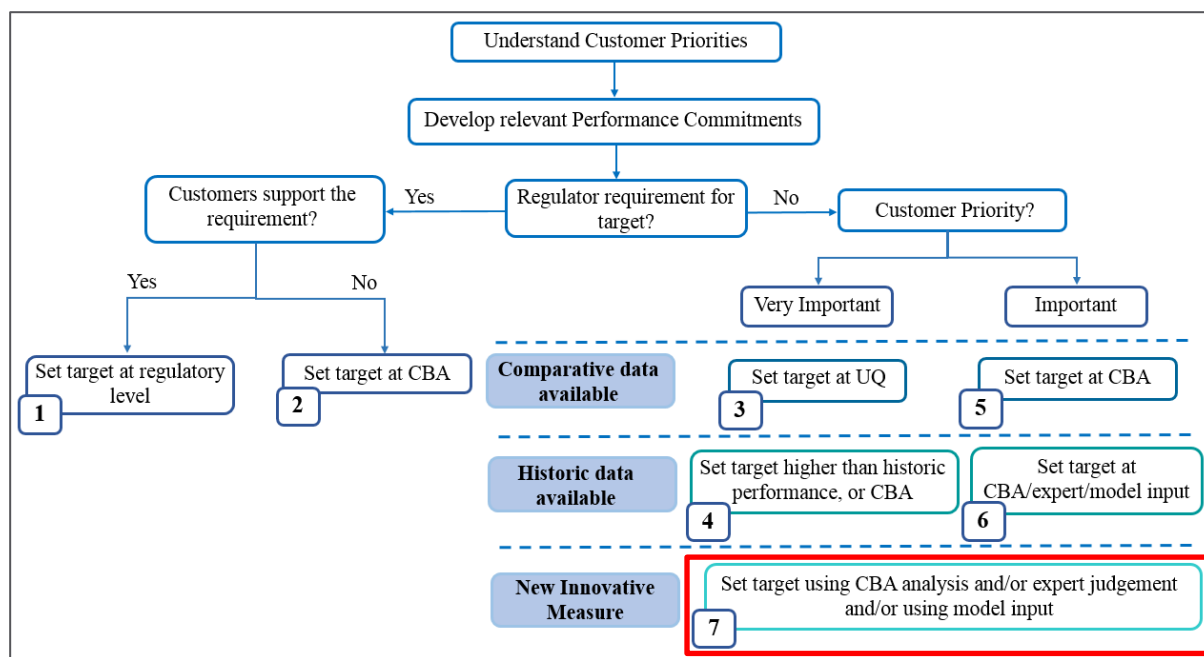 Understand Customer Priorities
Develop relevant Performance Commitments
Customers support the
requirement?
Yes
Regulator requirement for
target?
No
Customer Priority?
Yes
No
Very Important
Important
Set target at regulatory
level
1
Set target at CBA
2
Comparative data
available
Set target at UQ
3
Set target at CBA
5
Historic data
available
Set target higher than historic
performance, or CBA
4
Set target at
CBA/expert/model input
6
New Innovative
Measure
Set target using CBA analysis and/or expert judgement
and/or using model input
7